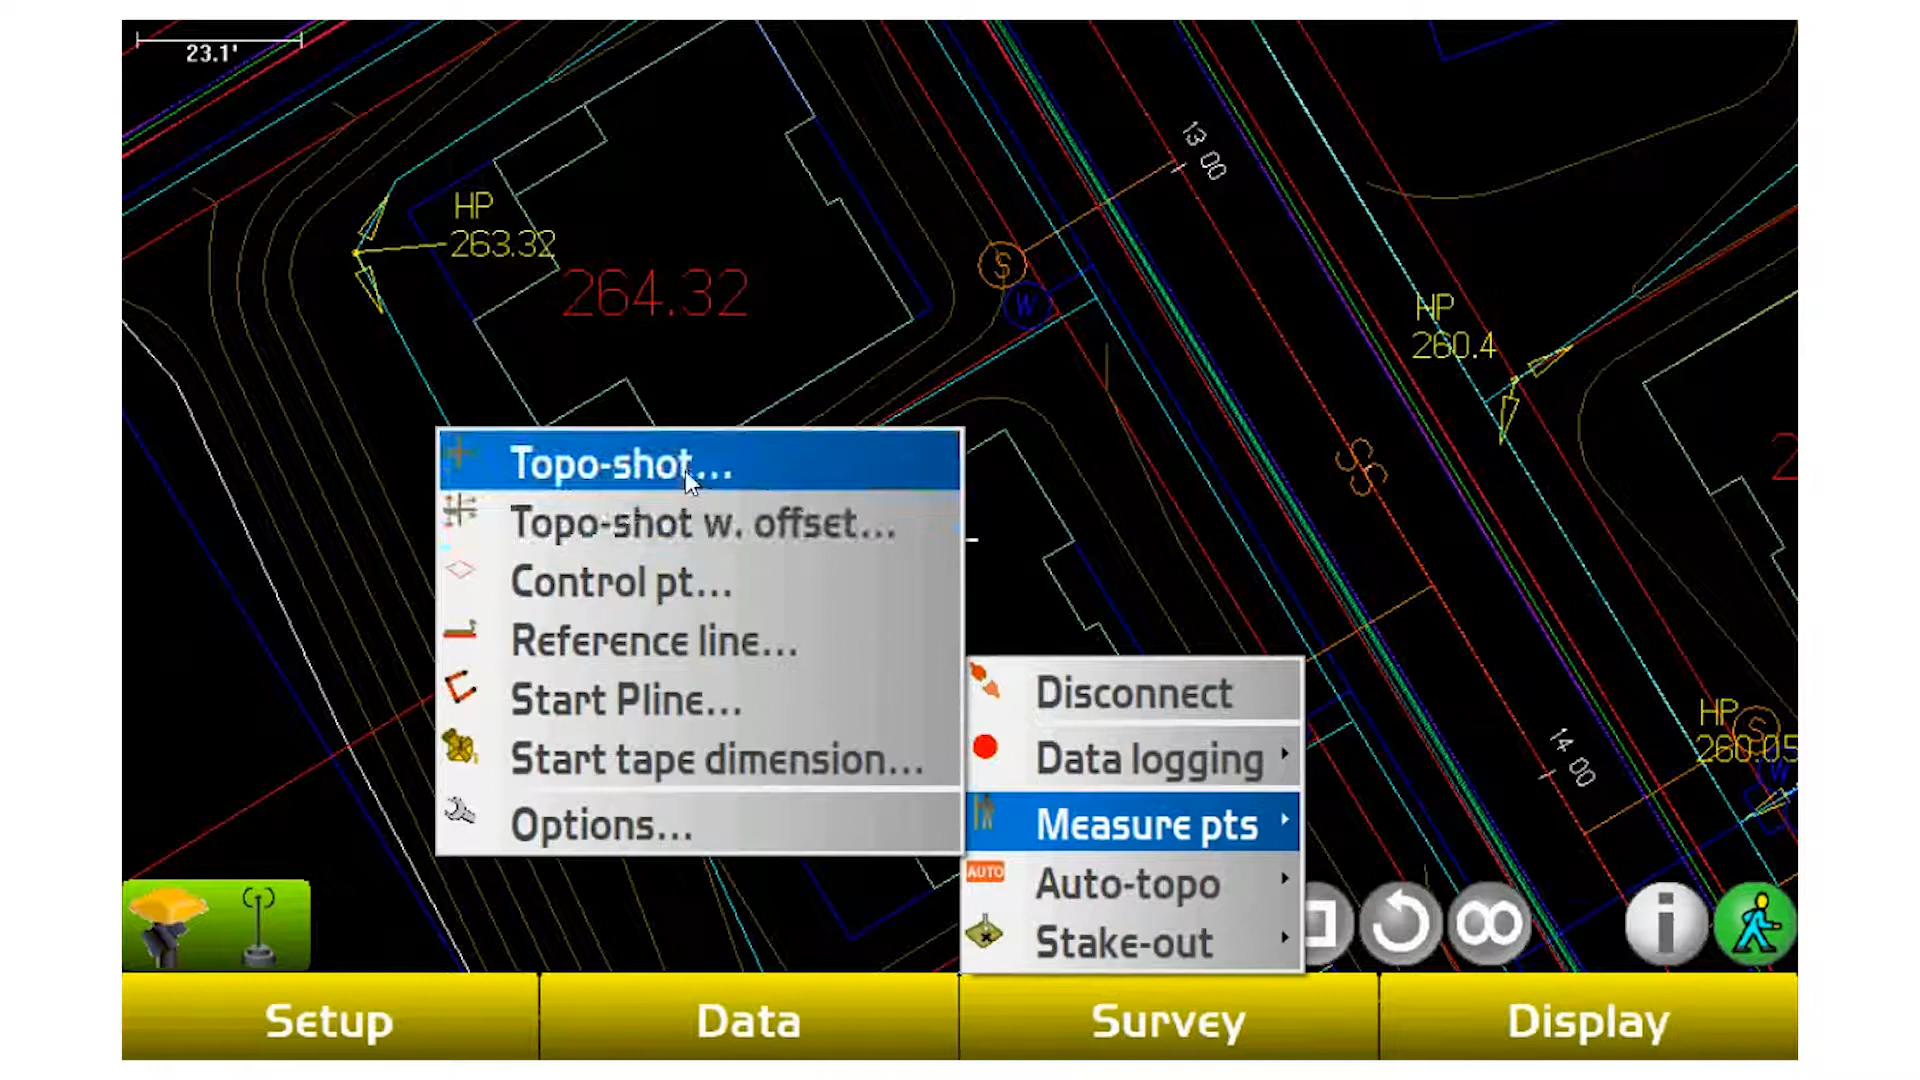 23.1'
13 00
HP
263.32
264.32
S
W
HP
260.4
SS
Topo-shot...
Topo-shot w. offset...
Control pt...
Reference line...
Start Pline...
Start tape dimension...
Options...
Disconnect
Data logging
Measure pts
AUTO
Auto-topo
Stake-out
14 00
HP
S
260.05
W
2
i
Setup
Data
Survey
Display